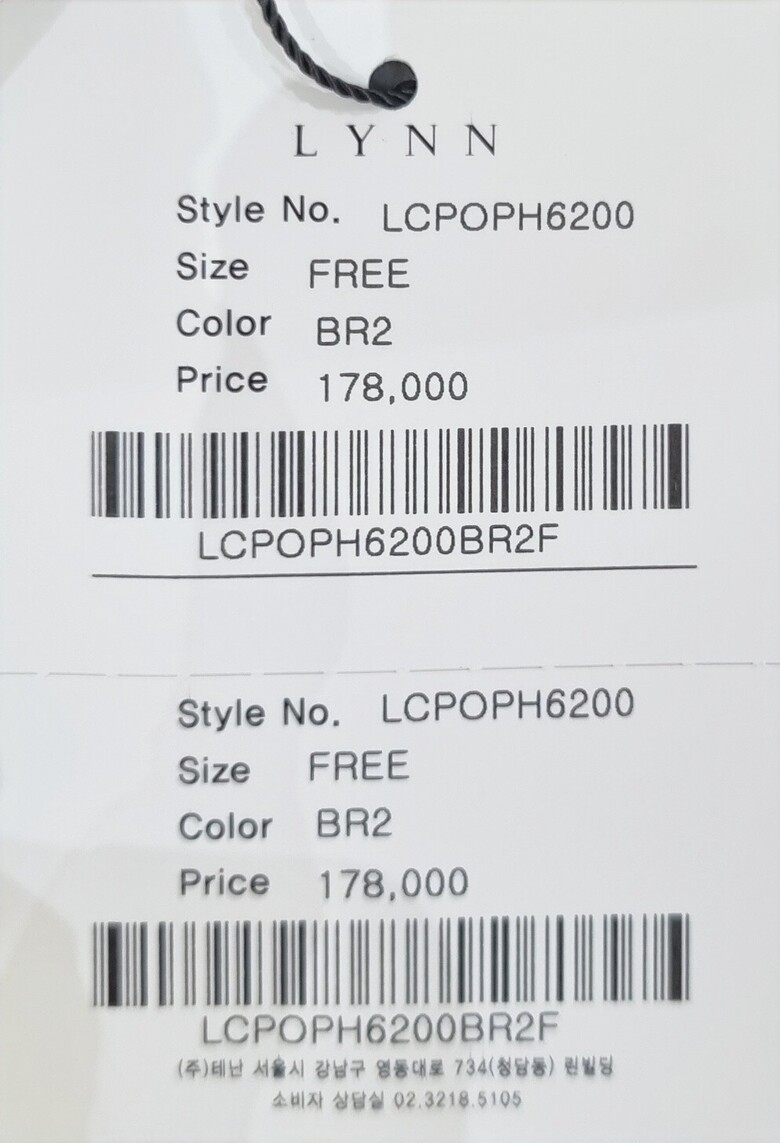 LYNN
Style No. LCPOPH6200
Size FREE
Color BR2
Price 178,000
LCPOPH6200BR2F
Style No. LCPOPH6200
Size FREE
Color BR2
Price 178,000
LCPOPH6200BR2F
(주)테난 서울시 강남구 영동대로 734(청담동) 린빌딩
소비자 상담실 02.3218.5105